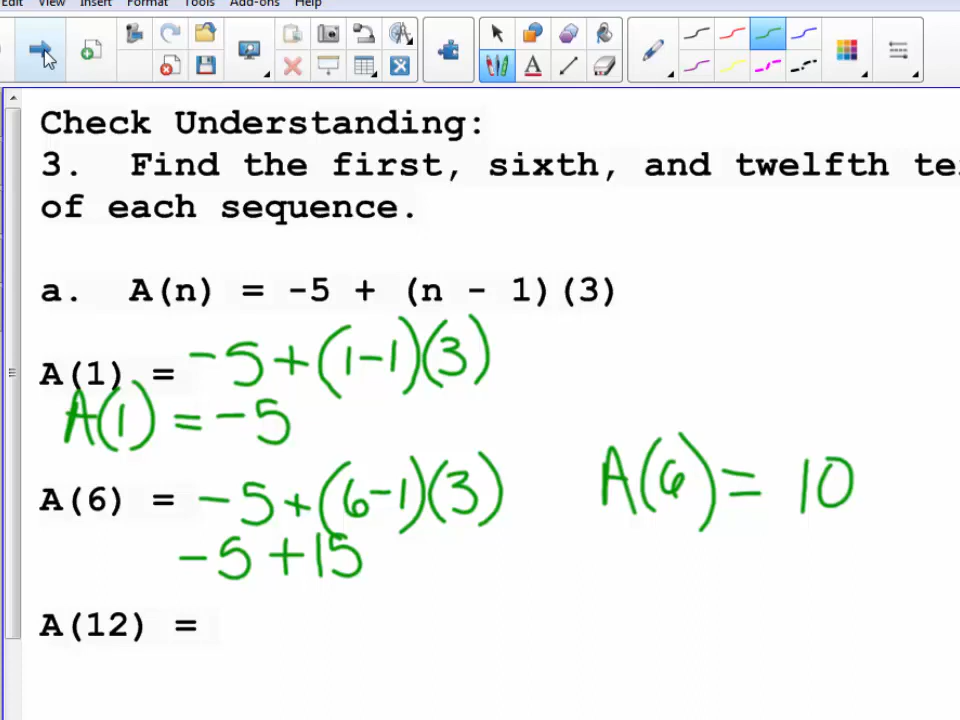 Edit View Insert Format Tools Add-ons Help
Check Understanding:
3. Find the first, sixth, and twelfth
of each sequence.
a. A(n) = -5 + (n - 1)(3)
A(1) = -5+(1-1)(3)
A(1) = -5
A(6) = -5+(6-1)(3) A(6) = 10
-5+15
A(12) =